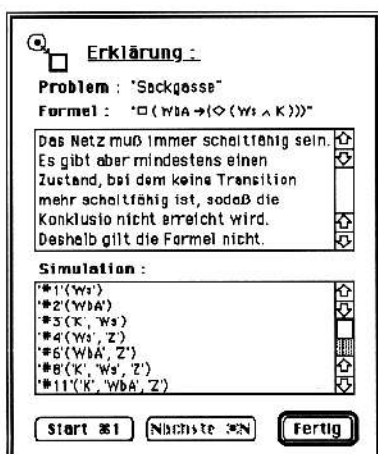 Erklärung :
Problem : "Sackgasse"
Formel : "□ ( WbA →(◇ ( Ws ∧ K)))"
Das Netz muß immer schaltfähig sein.
Es gibt aber mindestens einen
Zustand, bei dem keine Transition
mehr schaltfähig ist, sodaß die
Konklusio nicht erreicht wird.
Deshalb gilt die Formel nicht.
Simulation :
'#1'('Ws')
'#2'('WbA')
'#3'('K', 'Ws')
'#4'('Ws', 'Z')
'#6'('WbA', 'Z')
'#8'('K', 'Ws', 'Z')
'#11'('K', 'WbA', 'Z')
Start ⌘1 Nächste ⌘N Fertig